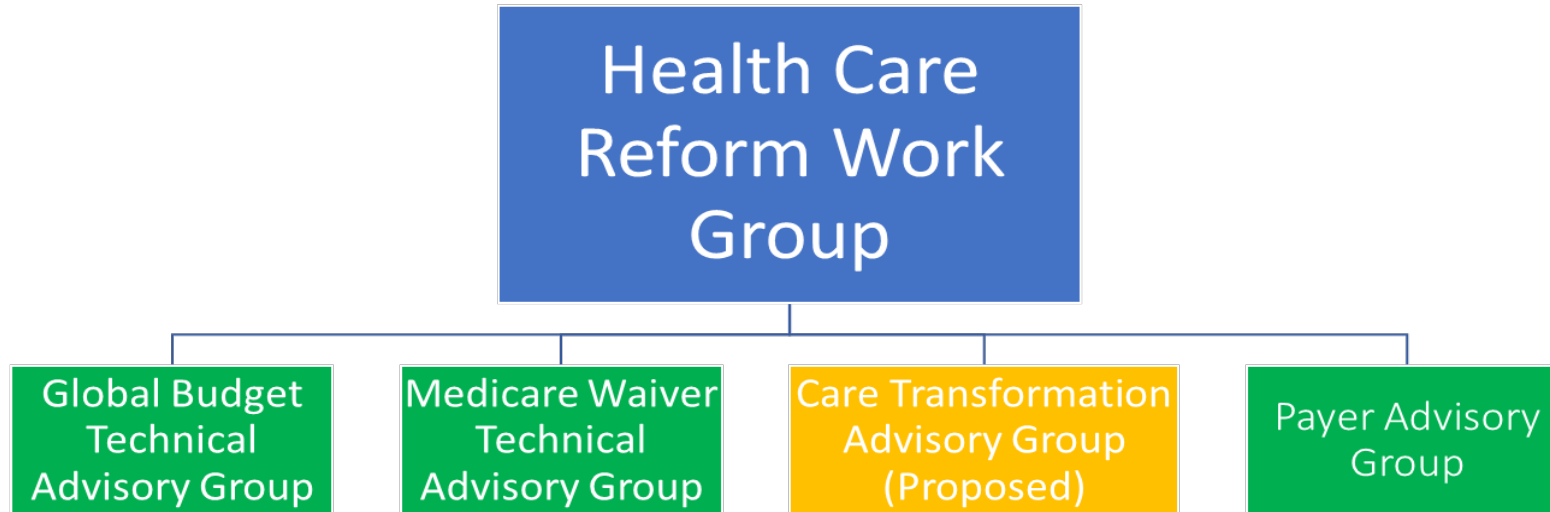 Health Care
Reform Work
Group
Global Budget
Technical
Advisory Group
Medicare Waiver
Technical
Advisory Group
Care Transformation
Advisory Group
(Proposed)
Payer Advisory
Group